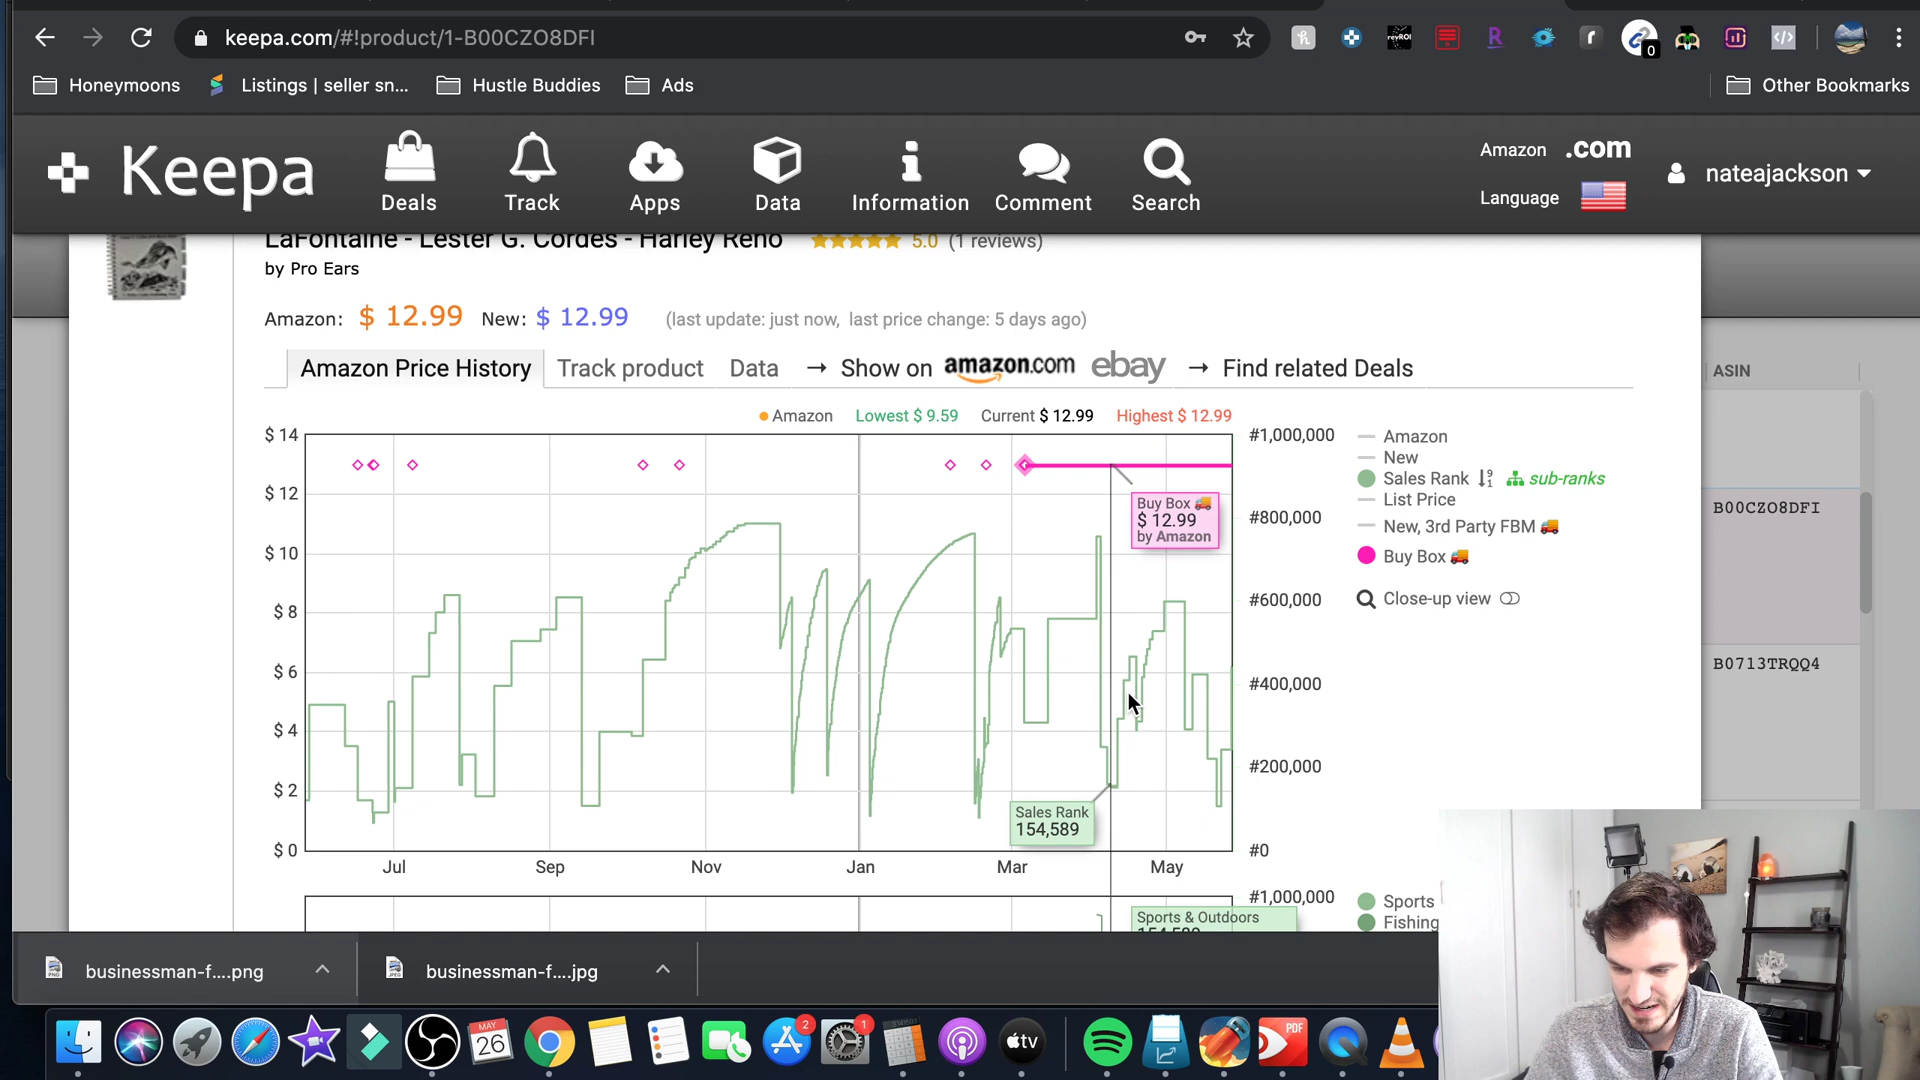 keepa.com/#!product/1-B00CZO8DFI
0
Honeymoons
Listings | seller sn...
Hustle Buddies
Ads
Other Bookmarks
Keepa
Deals
Track
Apps
Data
Information
Comment
Search
Amazon .com
Language
nateajackson
LaFontaine - Lester G. Cordes - Harley Reno 5.0 (1 reviews)
by Pro Ears
Amazon: $ 12.99 New: $ 12.99 (last update: just now, last price change: 5 days ago)
Amazon Price History
Track product
Data
→ Show on amazon.com ebay → Find related Deals
ASIN
Amazon Lowest $ 9.59 Current $ 12.99 Highest $ 12.99
$ 14
$ 12
$ 10
$ 8
$ 6
$ 4
$ 2
$ 0
#1,000,000
#800,000
#600,000
#400,000
#200,000
#0
Buy Box
$ 12.99
by Amazon
Sales Rank
154,589
Jul
Sep
Nov
Jan
Mar
May
Amazon
New
Sales Rank sub-ranks
List Price
New, 3rd Party FBM
Buy Box
Close-up view
B00CZO8DFI
B0713TRQQ4
#1,000,000
Sports & Outdoors
Sports
Fishing
businessman-f....png
businessman-f....jpg
MAY
26
2
1
tv
PDF